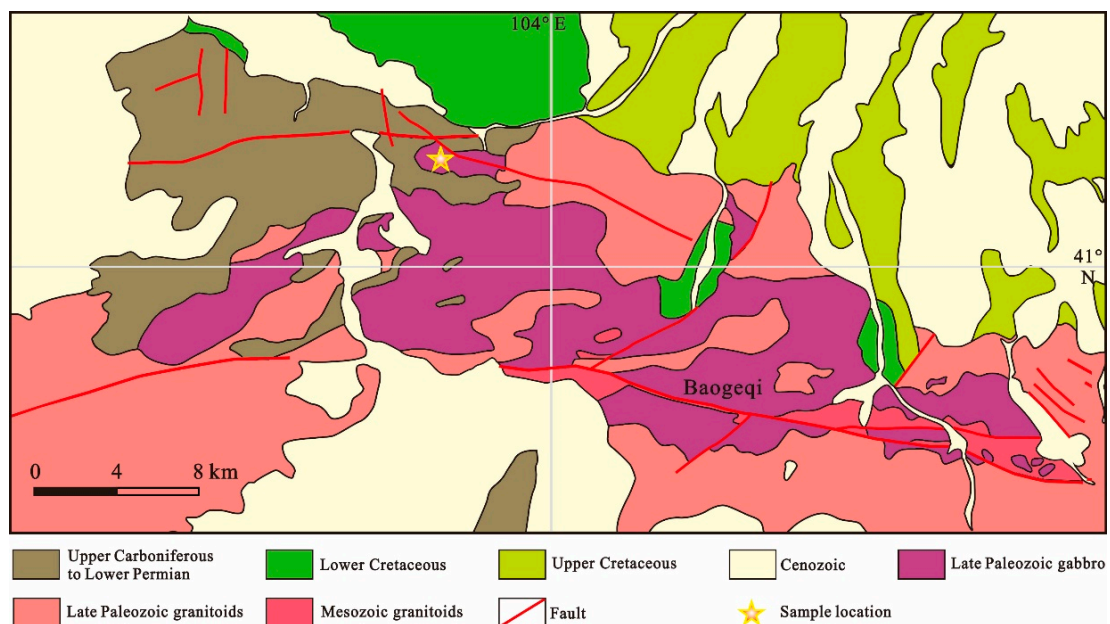 104° E
41°
N
Baogeqi
0 4 8 km
Upper Carboniferous
to Lower Permian
Lower Cretaceous
Upper Cretaceous
Cenozoic
Late Paleozoic gabbro
Late Paleozoic granitoids
Mesozoic granitoids
Fault
Sample location